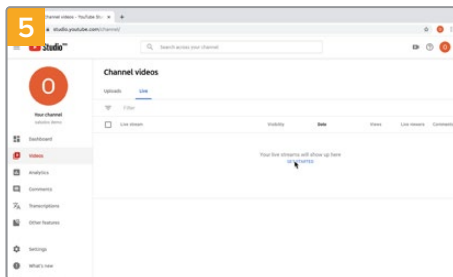 Channel videos - YouTube St
5
studio.youtube.com/channel/
Studio
Search across your channel
O
O
Channel videos
Uploads Live
Filter
Live stream Visibility Date Views Live viewers Comments
Your live streams will show up here
GET STARTED
Your channel
Dashboard
Videos
Analytics
Comments
Transcriptions
Other features
Settings
What's new